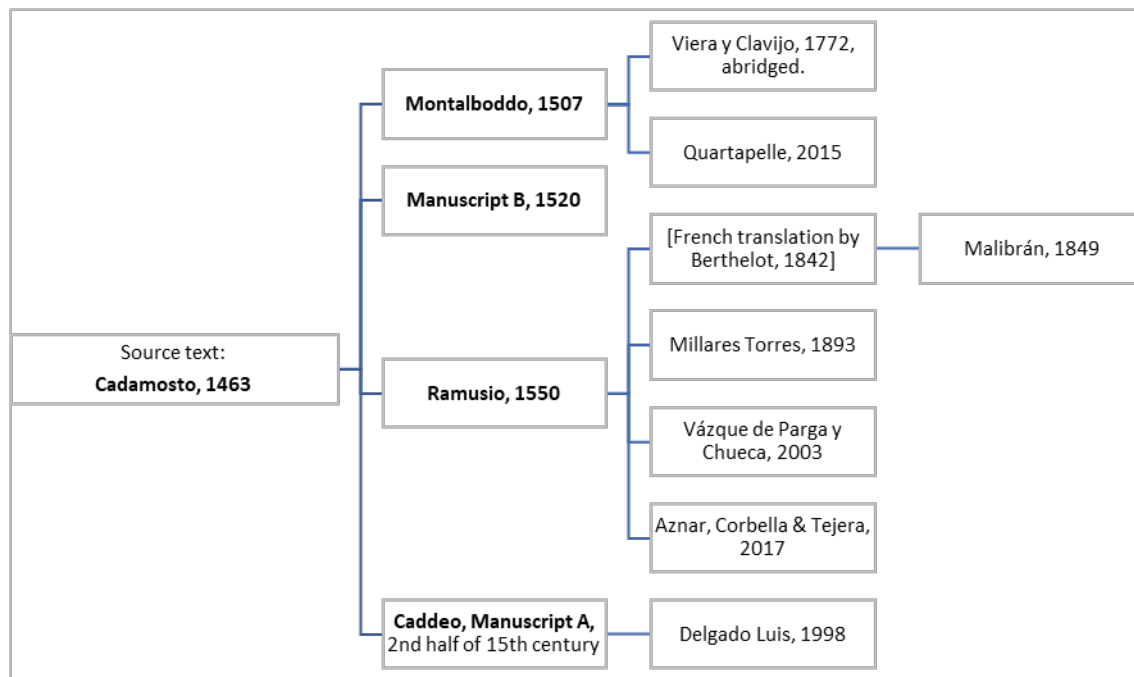 Source text:
Cadamosto, 1463
Montalboddo, 1507
Viera y Clavijo, 1772,
abridged.
Quartapelle, 2015
Manuscript B, 1520
Ramusio, 1550
[French translation by
Berthelot, 1842]
Malibrán, 1849
Millares Torres, 1893
Vázque de Parga y
Chueca, 2003
Aznar, Corbella & Tejera,
2017
Caddeo, Manuscript A,
2nd half of 15th century
Delgado Luis, 1998